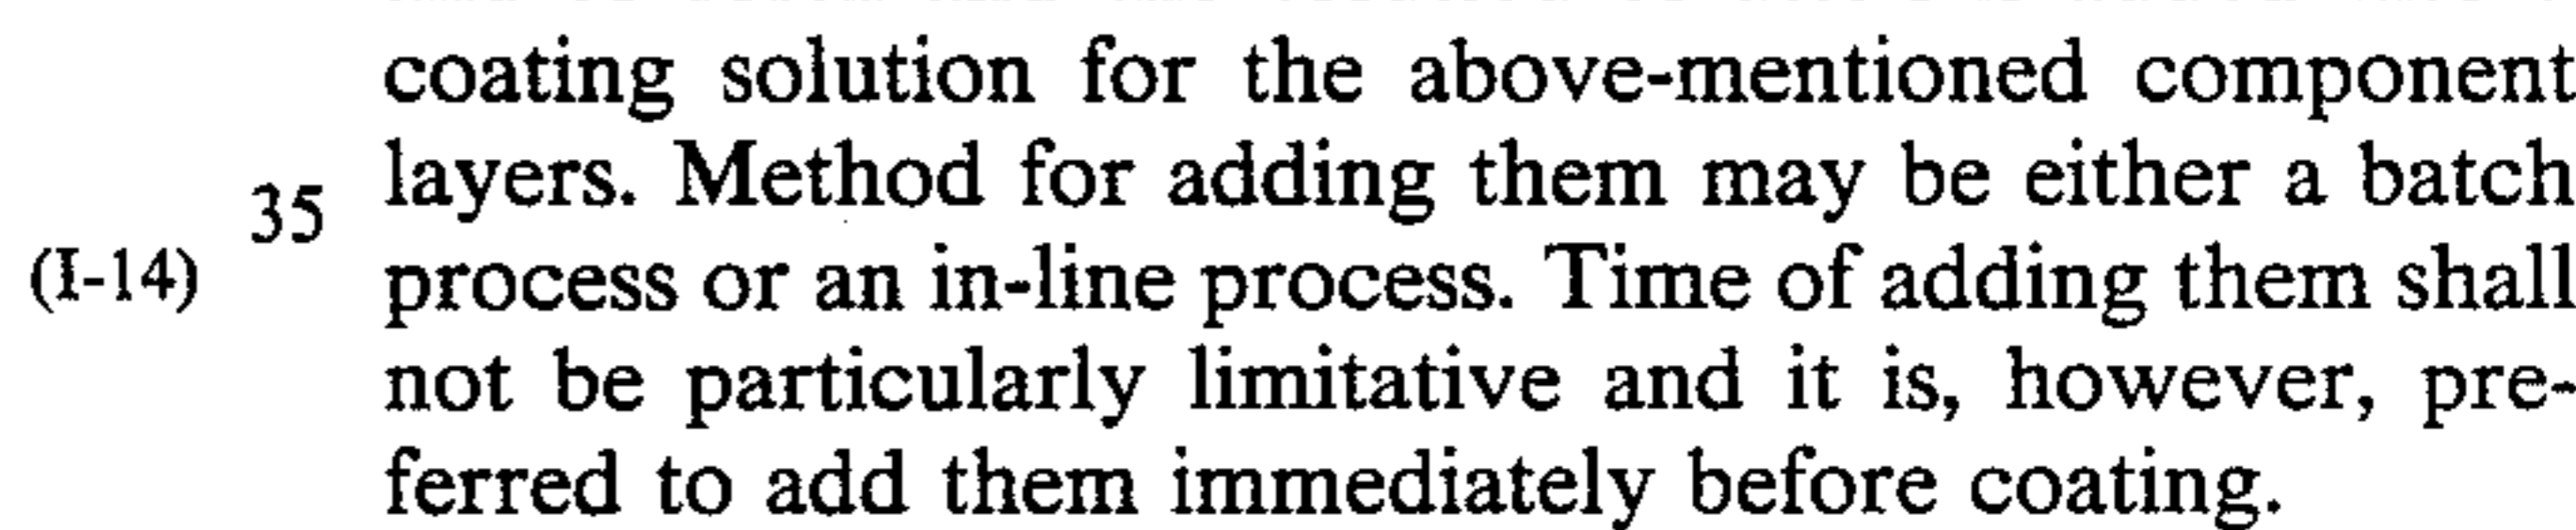 coating solution for the above-mentioned component
layers. Method for adding them may be either a batch
35
(I-14)
process or an in-line process. Time of adding them shall
not be particularly limitative and it is, however, pre-
ferred to add them immediately before coating.